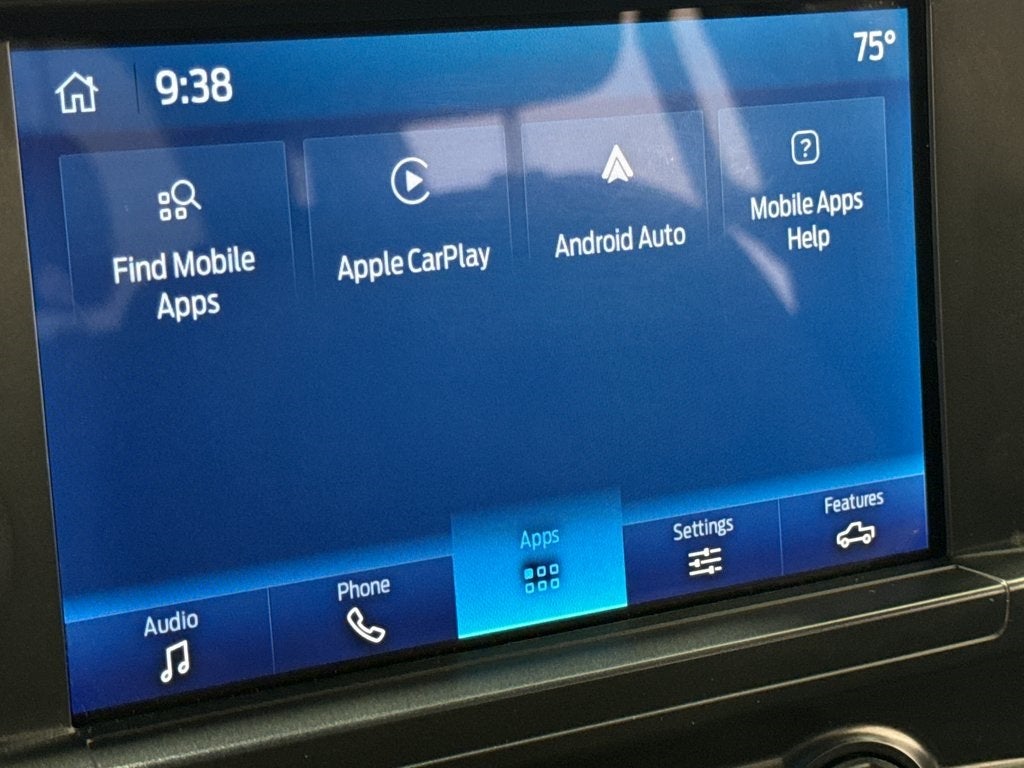 9:38
75°
Find Mobile
Apps
Apple CarPlay
Android Auto
Mobile Apps
Help
Audio
Phone
Apps
Settings
Features